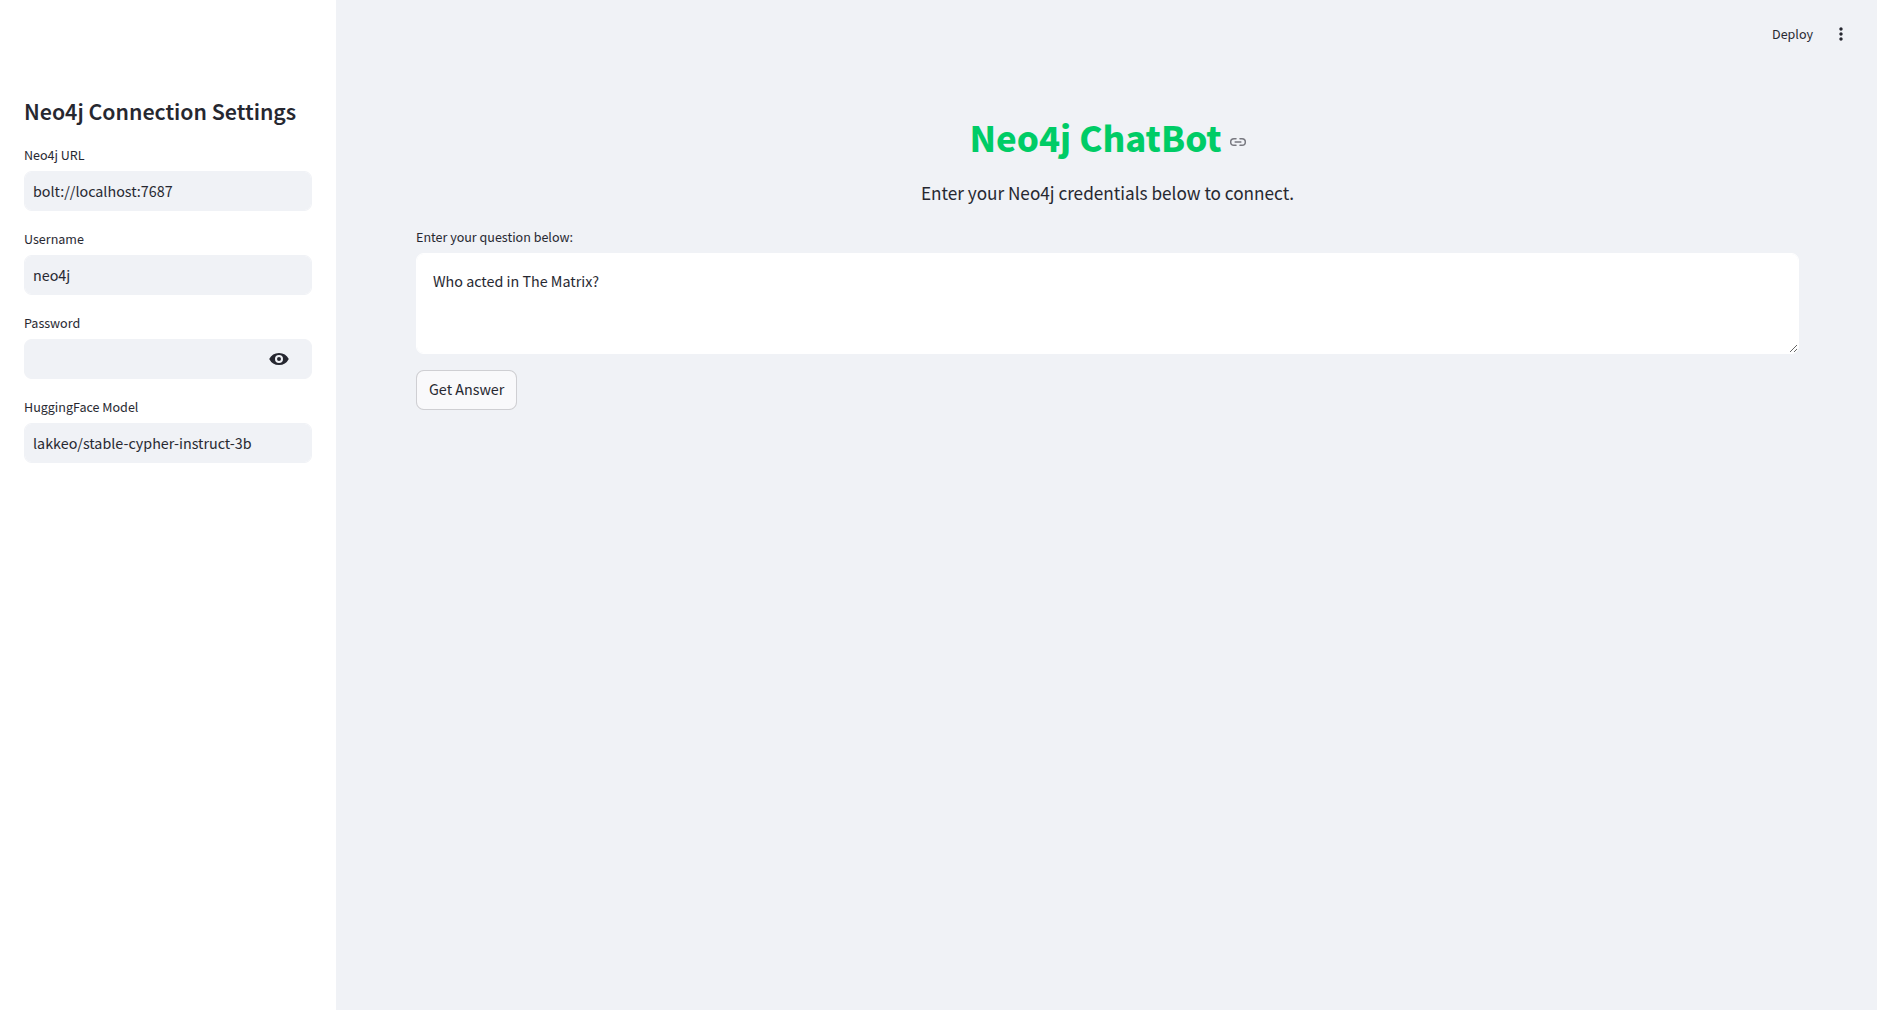 Neo4j Connection Settings
Neo4j URL
bolt://localhost:7687
Username
neo4j
Password
HuggingFace Model
lakkeo/stable-cypher-instruct-3b
Deploy
Neo4j ChatBot
Enter your Neo4j credentials below to connect.
Enter your question below:
Who acted in The Matrix?
Get Answer